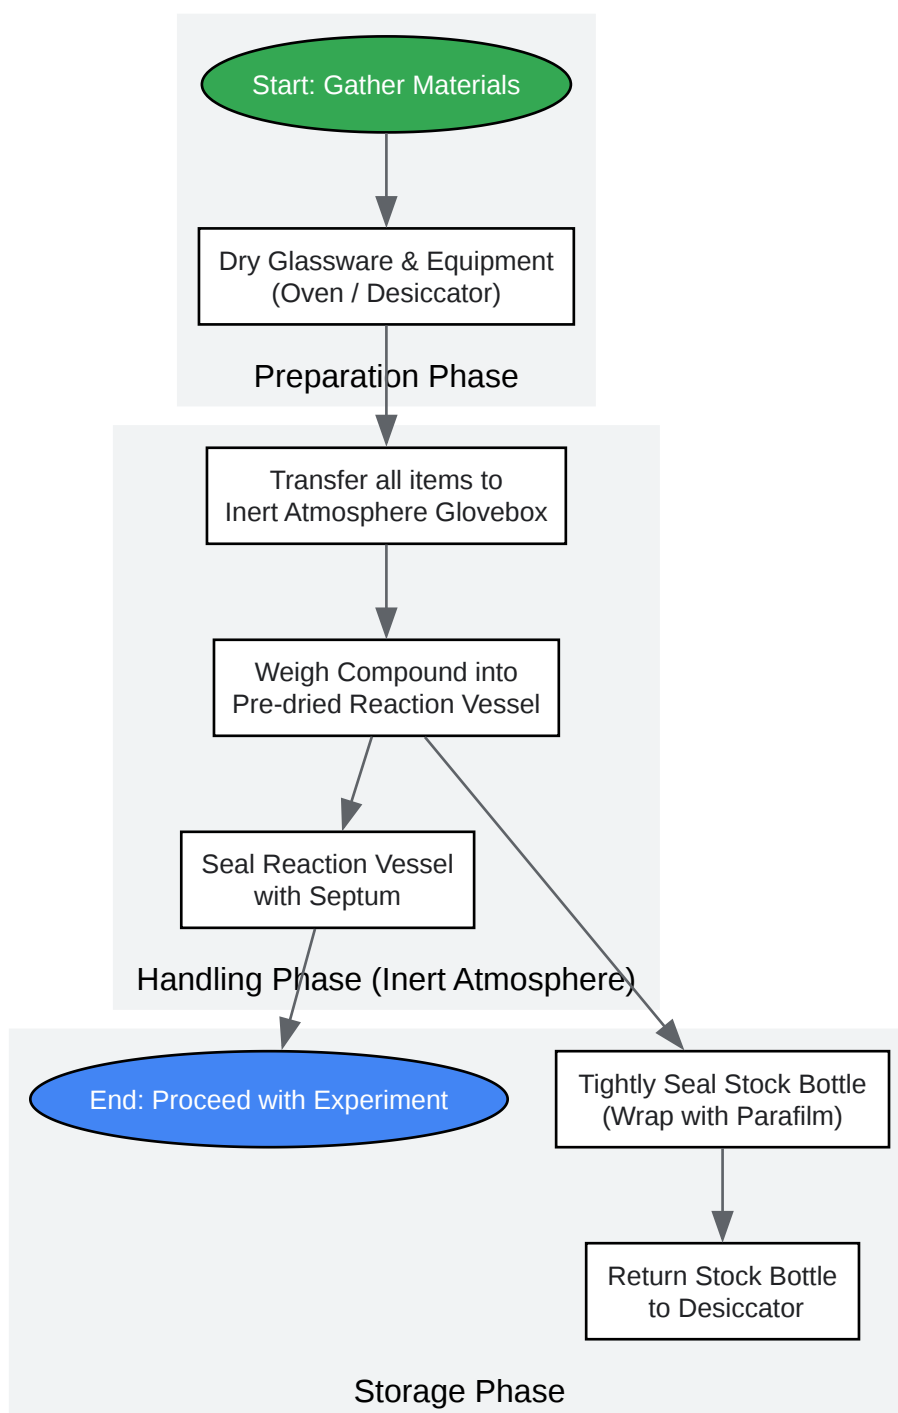 Start: Gather Materials
Dry Glassware & Equipment
(Oven / Desiccator)
Preparation Phase
Transfer all items to
Inert Atmosphere Glovebox
Weigh Compound into
Pre-dried Reaction Vessel
Seal Reaction Vessel
with Septum
Handling Phase (Inert Atmosphere)
End: Proceed with Experiment
Tightly Seal Stock Bottle
(Wrap with Parafilm)
Return Stock Bottle
to Desiccator
Storage Phase